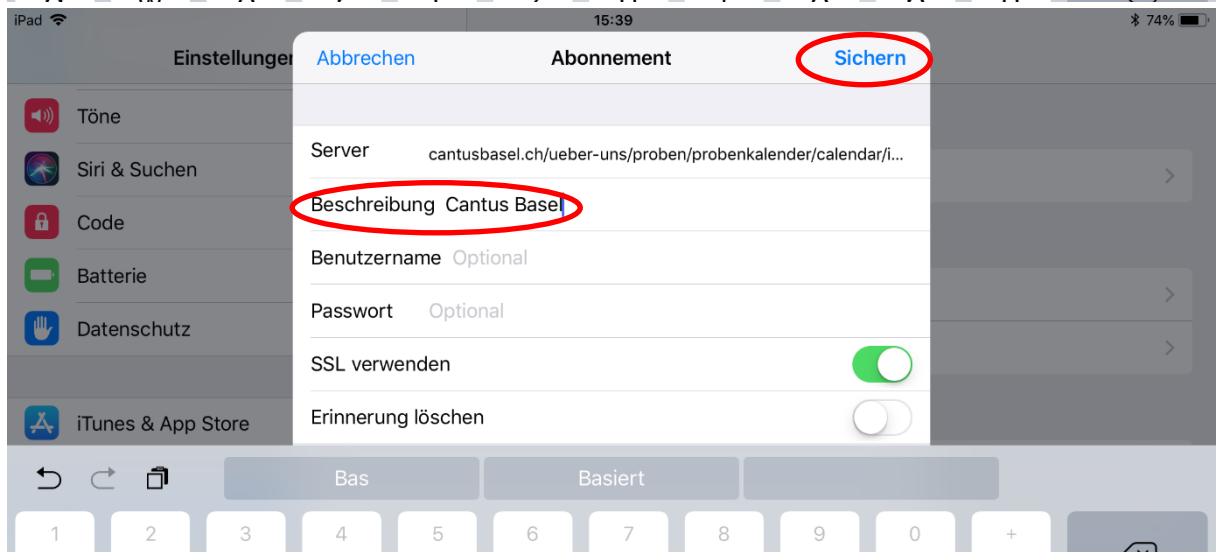 iPad 15:39 74%
Einstellungen
Abbrechen Abonnement Sichern
Töne
Siri & Suchen
Code
Batterie
Datenschutz
iTunes & App Store
Server cantusbasel.ch/ueber-uns/proben/probenkalender/calendar/i...
Beschreibung Cantus Basel
Benutzername Optional
Passwort Optional
SSL verwenden
Erinnerung löschen
Bas Basiert
1 2 3 4 5 6 7 8 9 0 +